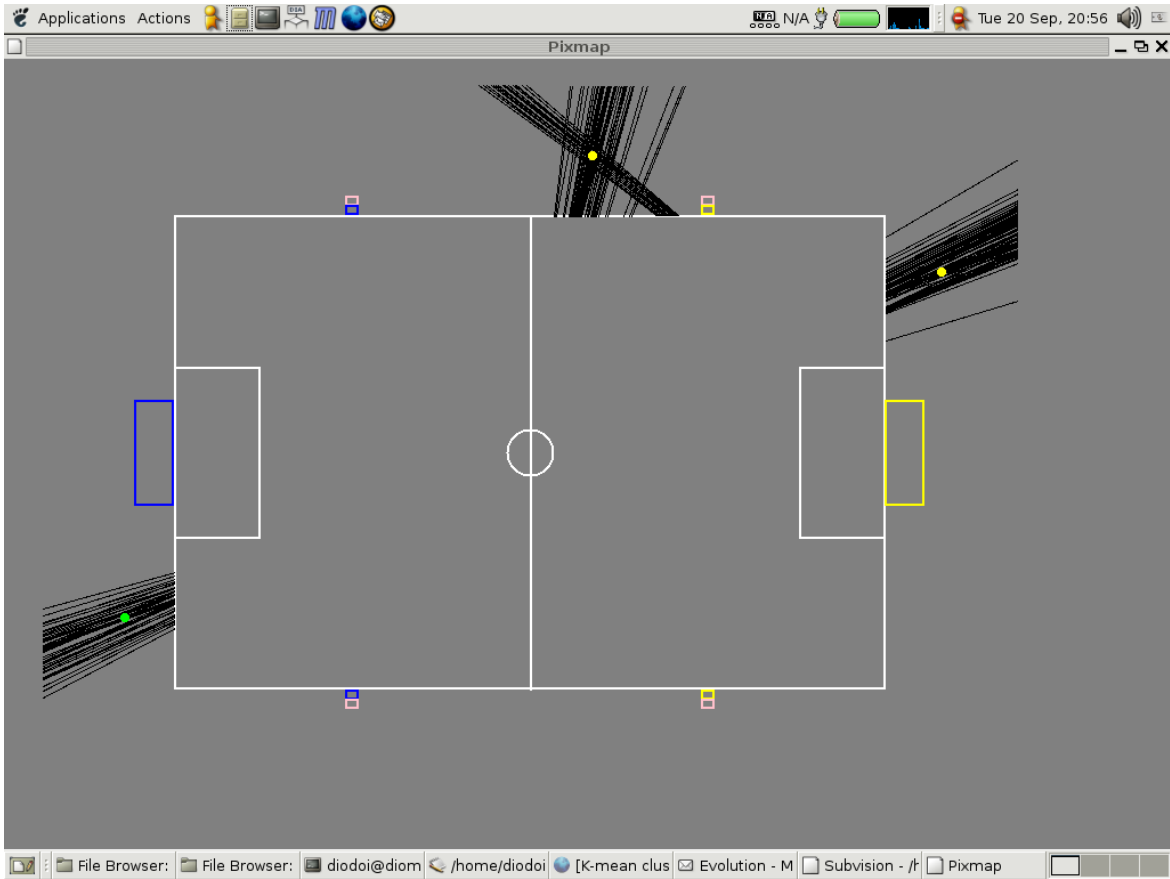 Applications Actions N/A Tue 20 Sep, 20:56
Pixmap
File Browser: File Browser: diodoi@diom /home/diodoi [K-mean clus Evolution - M Subvision - /h Pixmap